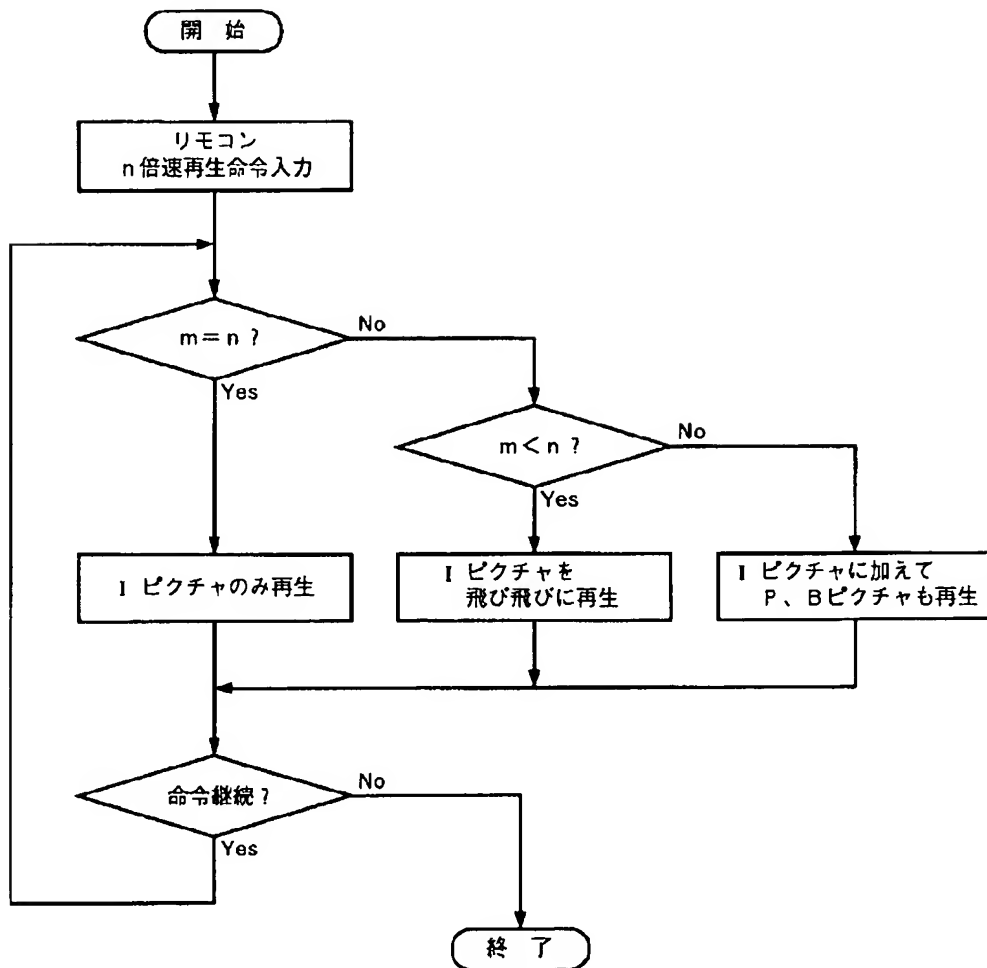 開 始
リモコン
n倍速再生命令入力
m=n?
No
Yes
m<n?
No
Yes
I ピクチャのみ再生
I ピクチャを
飛び飛びに再生
I ピクチャに加えて
P、Bピクチャも再生
命令継続?
No
Yes
終 了